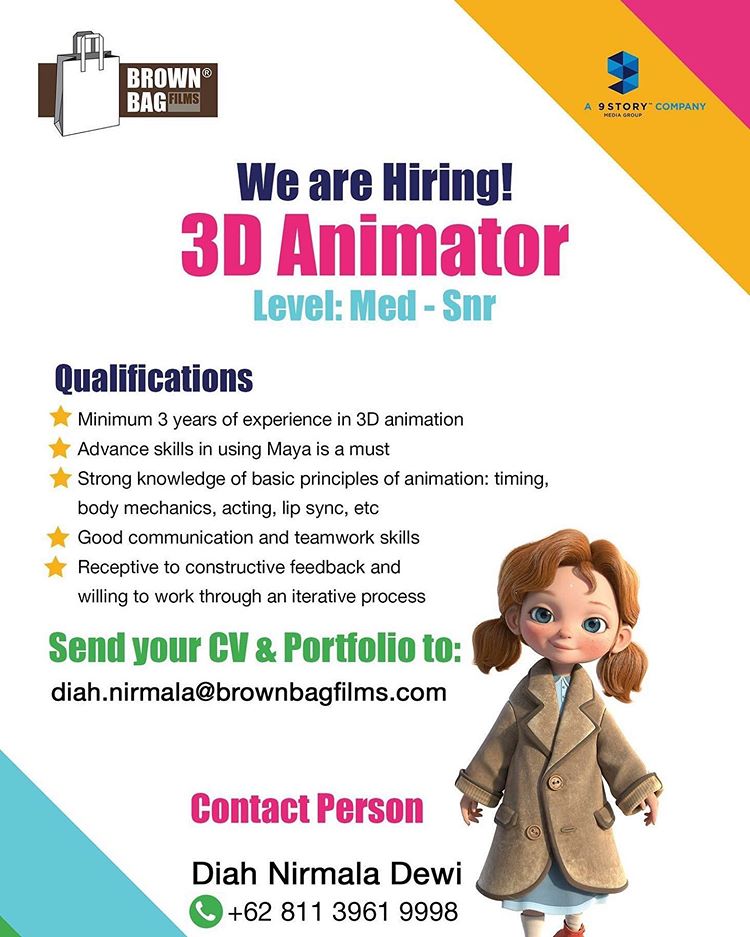 BROWN®
BAG FILMS
A 9 STORY™ COMPANY
MEDIA GROUP
We are Hiring!
3D Animator
Level: Med - Snr
Qualifications
Minimum 3 years of experience in 3D animation
Advance skills in using Maya is a must
Strong knowledge of basic principles of animation: timing,
body mechanics, acting, lip sync, etc
Good communication and teamwork skills
Receptive to constructive feedback and
willing to work through an iterative process
Send your CV & Portfolio to:
diah.nirmala@brownbagfilms.com
Contact Person
Diah Nirmala Dewi
+62 811 3961 9998